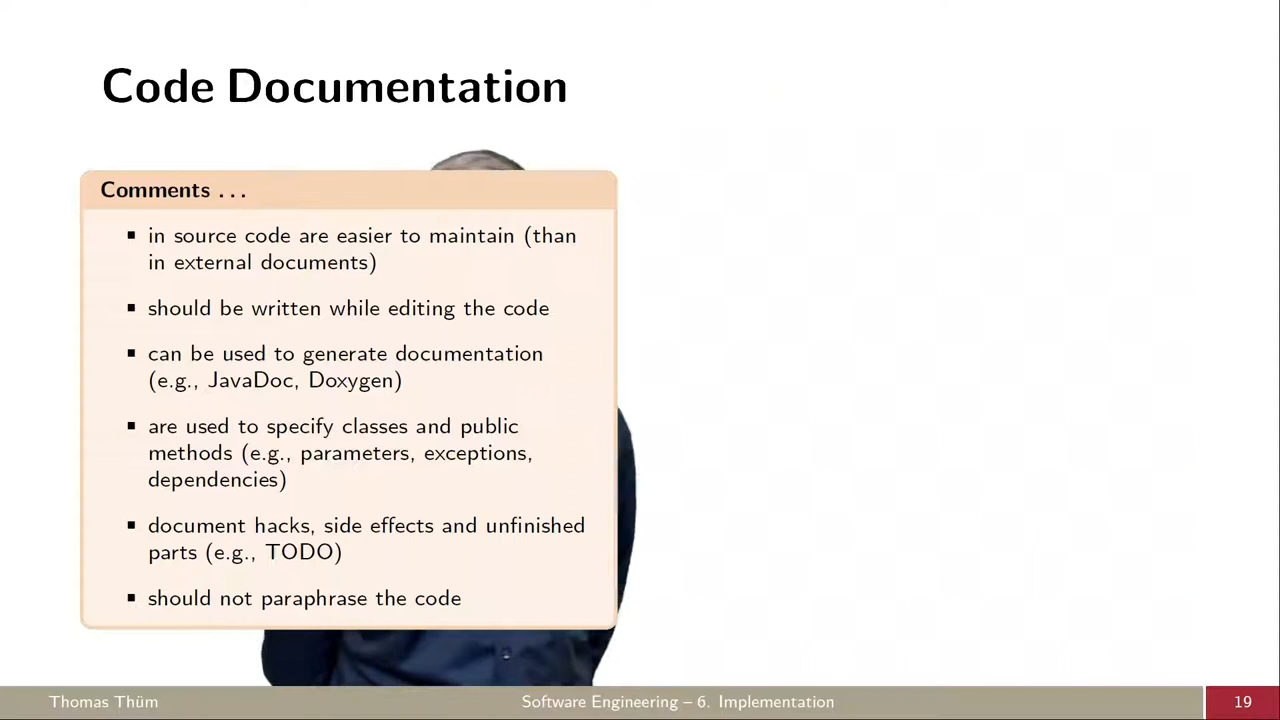 Code Documentation
Comments . . .
▪ in source code are easier to maintain (than
in external documents)
▪ should be written while editing the code
▪ can be used to generate documentation
(e.g., JavaDoc, Doxygen)
▪ are used to specify classes and public
methods (e.g., parameters, exceptions,
dependencies)
▪ document hacks, side effects and unfinished
parts (e.g., TODO)
▪ should not paraphrase the code
Thomas Thüm
Software Engineering – 6. Implementation
19